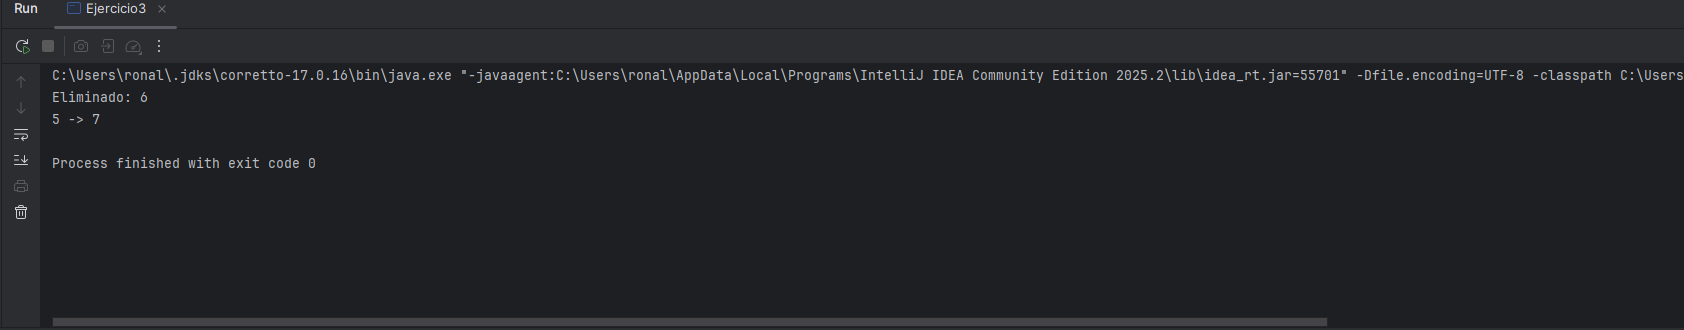 Run Ejercicio3
C:\Users\ronal\.jdks\corretto-17.0.16\bin\java.exe "-javaagent:C:\Users\ronal\AppData\Local\Programs\IntelliJ IDEA Community Edition 2025.2\lib\idea_rt.jar=55701" -Dfile.encoding=UTF-8 -classpath C:\Users
Eliminado: 6
5 -> 7
Process finished with exit code 0